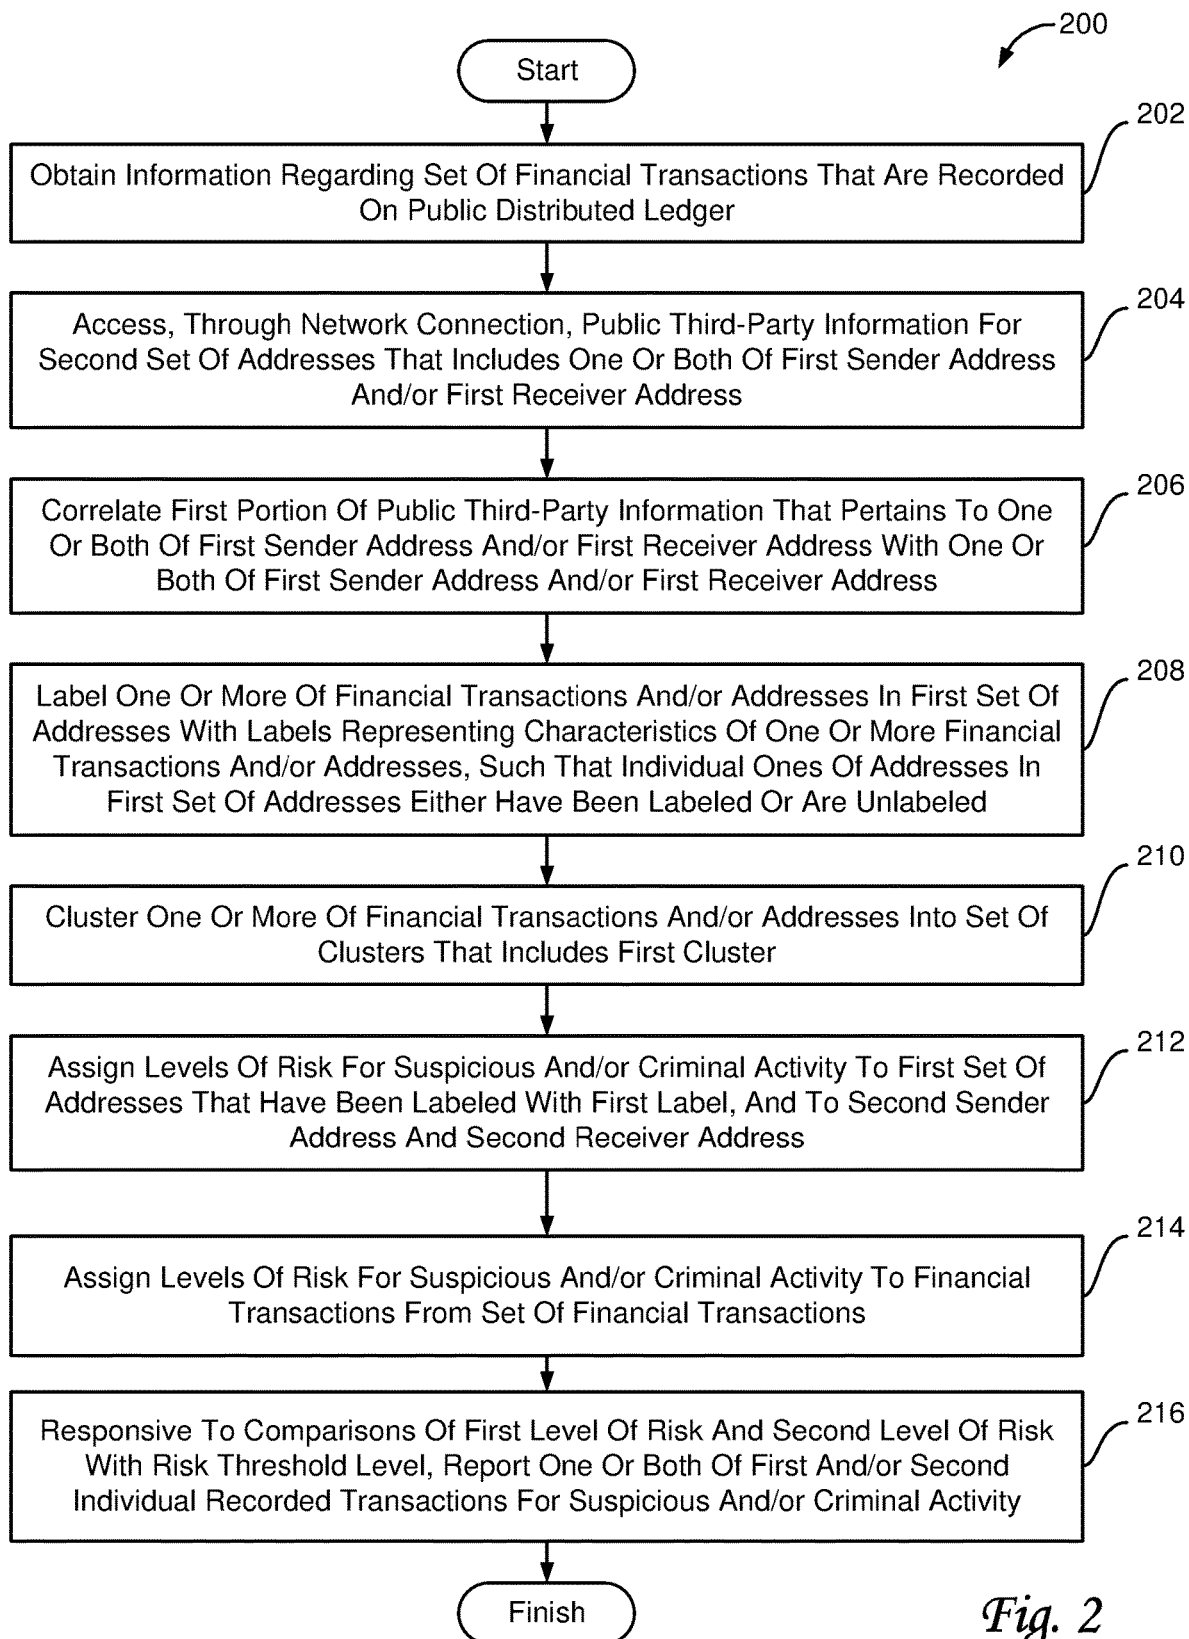 200
Start
202
Obtain Information Regarding Set Of Financial Transactions That Are Recorded
On Public Distributed Ledger
204
Access, Through Network Connection, Public Third-Party Information For
Second Set Of Addresses That Includes One Or Both Of First Sender Address
And/or First Receiver Address
206
Correlate First Portion Of Public Third-Party Information That Pertains To One
Or Both Of First Sender Address And/or First Receiver Address With One Or
Both Of First Sender Address And/or First Receiver Address
208
Label One Or More Of Financial Transactions And/or Addresses In First Set Of
Addresses With Labels Representing Characteristics Of One Or More Financial
Transactions And/or Addresses, Such That Individual Ones Of Addresses In
First Set Of Addresses Either Have Been Labeled Or Are Unlabeled
210
Cluster One Or More Of Financial Transactions And/or Addresses Into Set Of
Clusters That Includes First Cluster
212
Assign Levels Of Risk For Suspicious And/or Criminal Activity To First Set Of
Addresses That Have Been Labeled With First Label, And To Second Sender
Address And Second Receiver Address
214
Assign Levels Of Risk For Suspicious And/or Criminal Activity To Financial
Transactions From Set Of Financial Transactions
216
Responsive To Comparisons Of First Level Of Risk And Second Level Of Risk
With Risk Threshold Level, Report One Or Both Of First And/or Second
Individual Recorded Transactions For Suspicious And/or Criminal Activity
Finish
Fig. 2